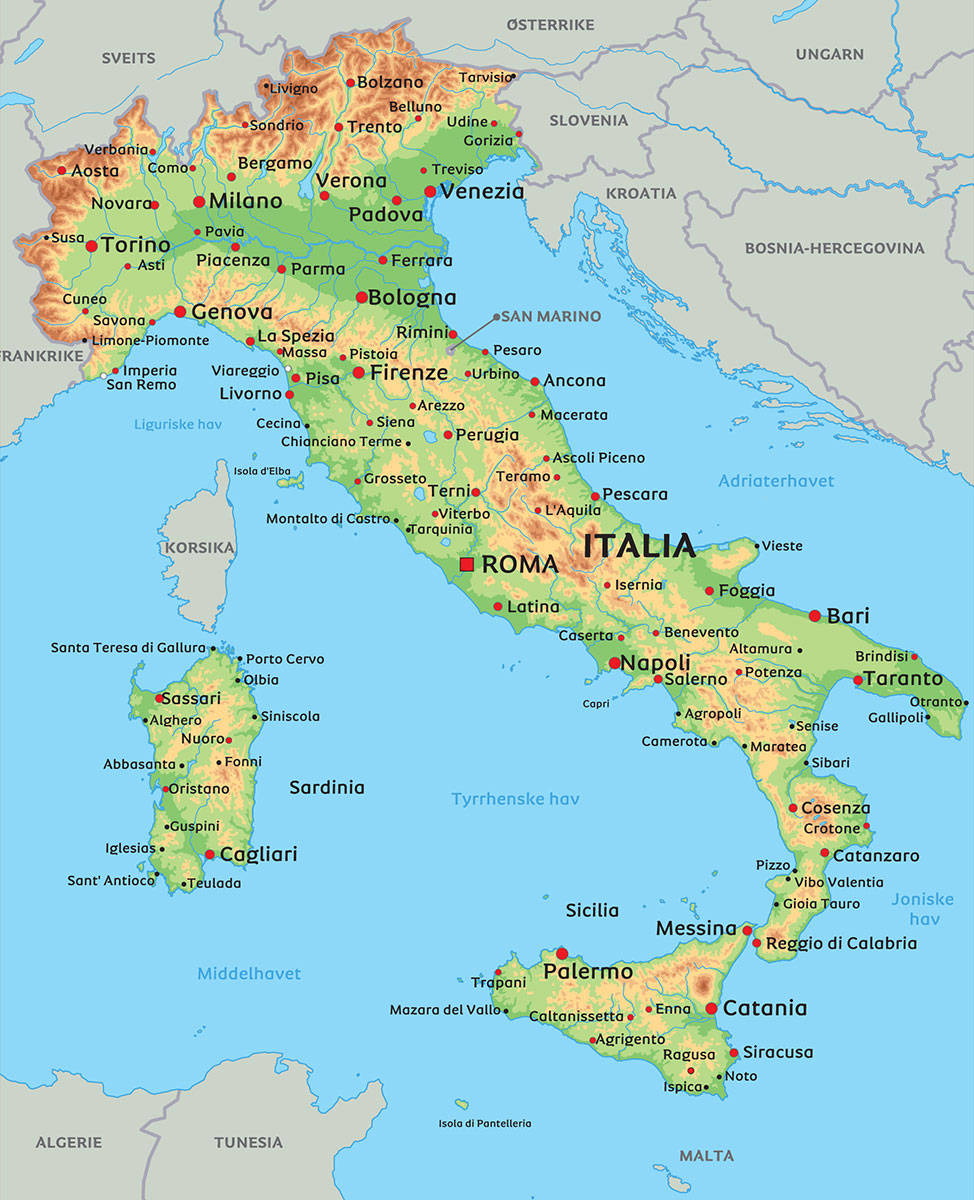 ØSTERRIKE
SVEITS
UNGARN
Tarvisio
Bolzano
Livigno
Belluno
SLOVENIA
Udine
Sondrio
Trento
Gorizia
Verbania
Bergamo
Como
Treviso
Aosta
Verona
Venezia
KROATIA
Novara
Milano
Padova
Pavia
Susa
Torino
BOSNIA-HERCEGOVINA
Piacenza
Ferrara
Asti
Parma
Cuneo
Bologna
Genova
SAN MARINO
Savona
Rimini
La Spezia
Limone-Piomonte
Massa
Pistoia
Pesaro
FRANKRIKE
Viareggio
Imperia
Firenze
Urbino
San Remo
Pisa
Ancona
Livorno
Arezzo
Macerata
Liguriske hav
Cecina
Siena
Chianciano Terme
Perugia
Ascoli Piceno
Isola d'Elba
Grosseto
Teramo
Adriaterhavet
Terni
Pescara
Viterbo
L'Aquila
Montalto di Castro
Tarquinia
KORSIKA
ITALIA
Vieste
ROMA
Isernia
Foggia
Latina
Bari
Caserta
Benevento
Santa Teresa di Gallura
Altamura
Porto Cervo
Napoli
Brindisi
Olbia
Salerno
Potenza
Taranto
Sassari
Capri
Otranto
Alghero
Siniscola
Agropoli
Gallipoli
Senise
Nuoro
Camerota
Maratea
Abbasanta
Fonni
Sibari
Oristano
Sardinia
Tyrrhenske hav
Cosenza
Guspini
Crotone
Iglesias
Cagliari
Catanzaro
Pizzo
Sant' Antioco
Teulada
Vibo Valentia
Joniske
hav
Gioia Tauro
Sicilia
Messina
Reggio di Calabria
Middelhavet
Palermo
Trapani
Mazara del Vallo
Caltanissetta
Enna
Catania
Agrigento
Ragusa
Siracusa
Noto
Ispica
Isola di Pantelleria
ALGERIE
TUNESIA
MALTA